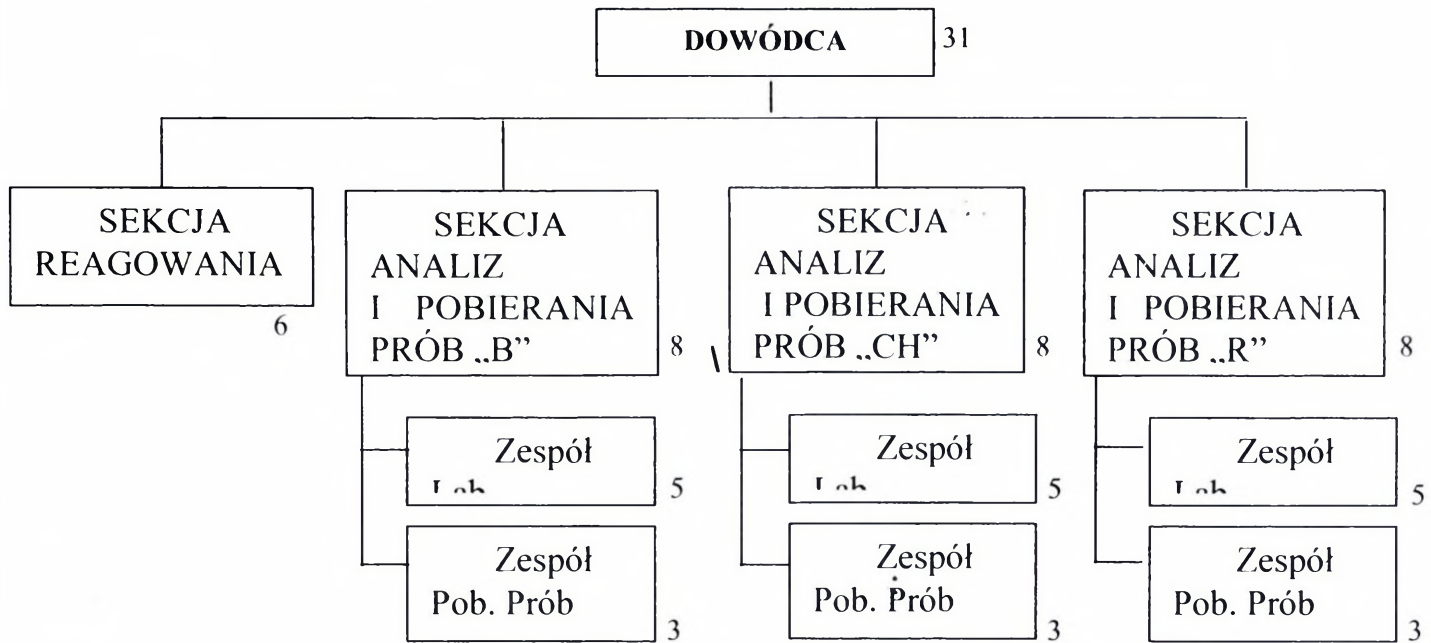 DOWÓDCA 31
SEKCJA
REAGOWANIA
6
SEKCJA
ANALIZ
I POBIERANIA
PRÓB „B” 8
SEKCJA
ANALIZ
I POBIERANIA
PRÓB „CH” 8
SEKCJA
ANALIZ
I POBIERANIA
PRÓB „R” 8
Zespół
5
Zespół
Pob. Prób
3
Zespół
5
Zespół
Pob. Prób
3
Zespół
5
Zespół
Pob. Prób
3